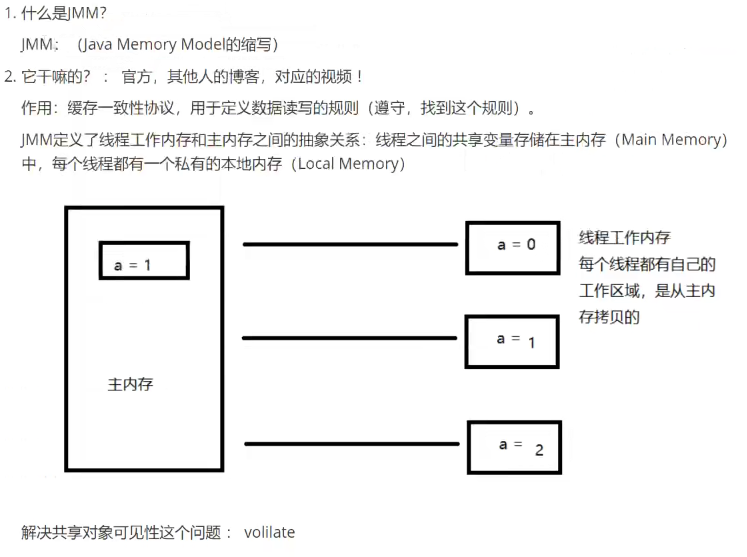 1. 什么是JMM？
JMM：（Java Memory Model的缩写）
2. 它干嘛的？ ： 官方，其他人的博客，对应的视频！
作用：缓存一致性协议，用于定义数据读写的规则（遵守，找到这个规则）。
JMM定义了线程工作内存和主内存之间的抽象关系：线程之间的共享变量存储在主内存（Main Memory）
中，每个线程都有一个私有的本地内存（Local Memory）
a = 1
主内存
a = 0
a = 1
a = 2
线程工作内存
每个线程都有自己的
工作区域，是从主内
存拷贝的
解决共享对象可见性这个问题： volilate